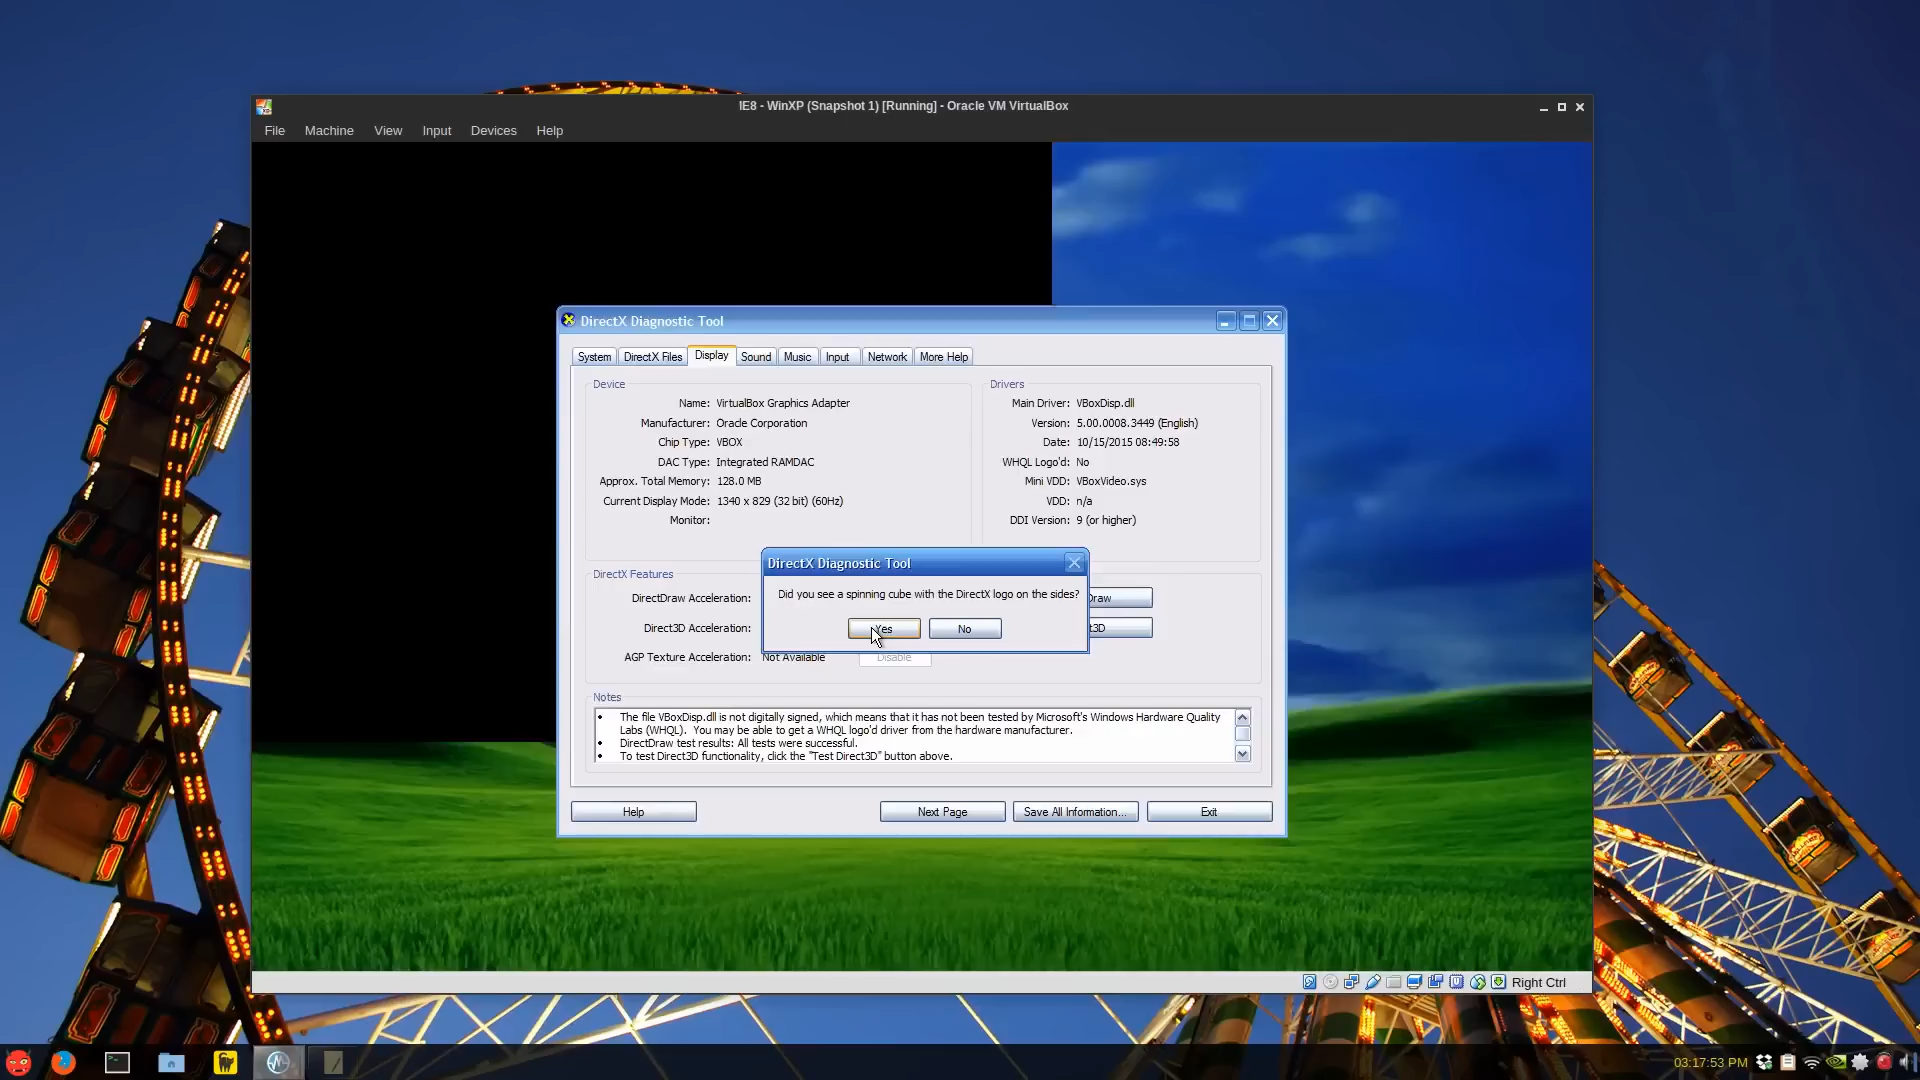 IE8 - WinXP (Snapshot 1) [Running] - Oracle VM VirtualBox
File Machine View Input Devices Help
DirectX Diagnostic Tool
System DirectX Files Display Sound Music Input Network More Help
Device
Name: VirtualBox Graphics Adapter
Manufacturer: Oracle Corporation
Chip Type: VBOX
DAC Type: Integrated RAMDAC
Approx. Total Memory: 128.0 MB
Current Display Mode: 1340 x 829 (32 bit) (60Hz)
Monitor:
Drivers
Main Driver: VBoxDisp.dll
Version: 5.00.0008.3449 (English)
Date: 10/15/2015 08:49:58
WHQL Logo'd: No
Mini VDD: VBoxVideo.sys
VDD: n/a
DDI Version: 9 (or higher)
DirectX Features
DirectDraw Acceleration:
Direct3D Acceleration:
AGP Texture Acceleration: Not Available Disable
Draw
t3D
DirectX Diagnostic Tool
Did you see a spinning cube with the DirectX logo on the sides?
Yes No
Notes
• The file VBoxDisp.dll is not digitally signed, which means that it has not been tested by Microsoft's Windows Hardware Quality
Labs (WHQL). You may be able to get a WHQL logo'd driver from the hardware manufacturer.
• DirectDraw test results: All tests were successful.
• To test Direct3D functionality, click the "Test Direct3D" button above.
Help Next Page Save All Information... Exit
Right Ctrl
03:17:53 PM